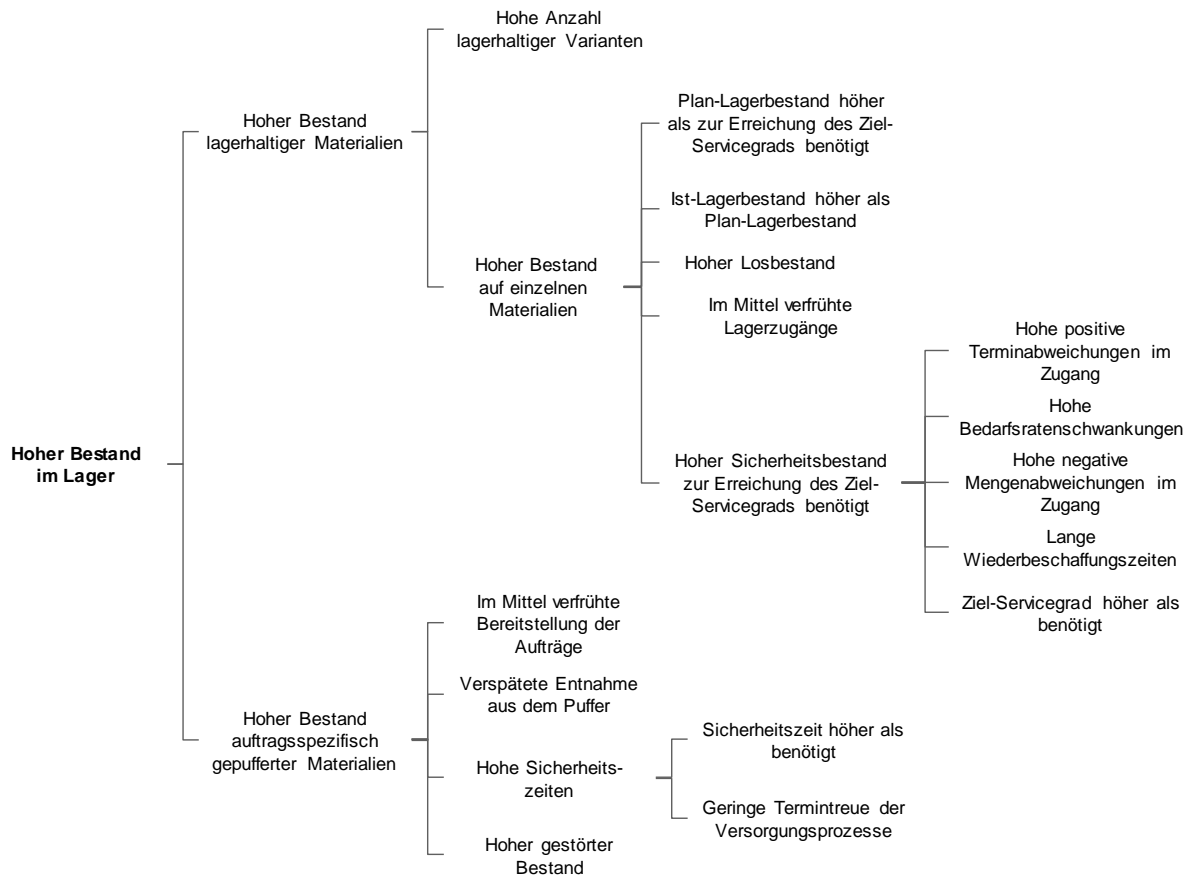 Hohe Anzahl
lagerhaltiger Varianten
Hoher Bestand
lagerhaltiger Materialien
Plan-Lagerbestand höher
als zur Erreichung des Ziel-
Servicegrads benötigt
Ist-Lagerbestand höher als
Plan-Lagerbestand
Hoher Bestand
auf einzelnen
Materialien
Hoher Losbestand
Im Mittel verfrühte
Lagerzugänge
Hohe positive
Terminabweichungen im
Zugang
Hohe
Bedarfsratenschwankungen
Hoher Bestand
im Lager
Hoher Sicherheitsbestand
zur Erreichung des Ziel-
Servicegrads benötigt
Hohe negative
Mengenabweichungen im
Zugang
Lange
Wiederbeschaffungszeiten
Ziel-Servicegrad höher als
benötigt
Im Mittel verfrühte
Bereitstellung der
Aufträge
Verspätete Entnahme
aus dem Puffer
Hoher Bestand
auftragsspezifisch
gepufferter Materialien
Sicherheitszeit höher als
benötigt
Hohe Sicherheits-
zeiten
Geringe Termintreue der
Versorgungsprozesse
Hoher gestörter
Bestand